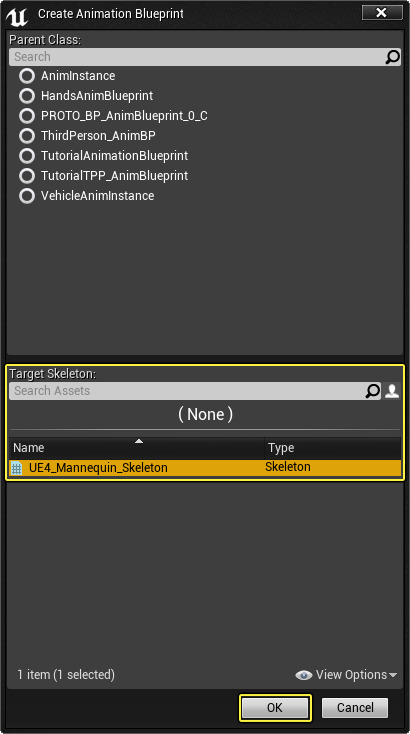 Create Animation Blueprint
Parent Class:
Search
AnimInstance
HandsAnimBlueprint
PROTO_BP_AnimBlueprint_0_C
ThirdPerson_AnimBP
TutorialAnimationBlueprint
TutorialTPP_AnimBlueprint
VehicleAnimInstance
Target Skeleton:
Search Assets
( None )
Name Type
UE4_Mannequin_Skeleton Skeleton
1 item (1 selected) View Options
OK Cancel